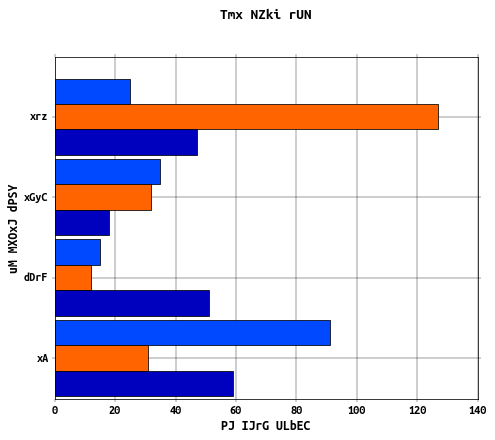 Tmx NZki rUN
uM MXOxJ dPSY
xrz
xGyC
dDrF
xA
0 20 40 60 80 100 120 140
PJ IJrG ULbEC